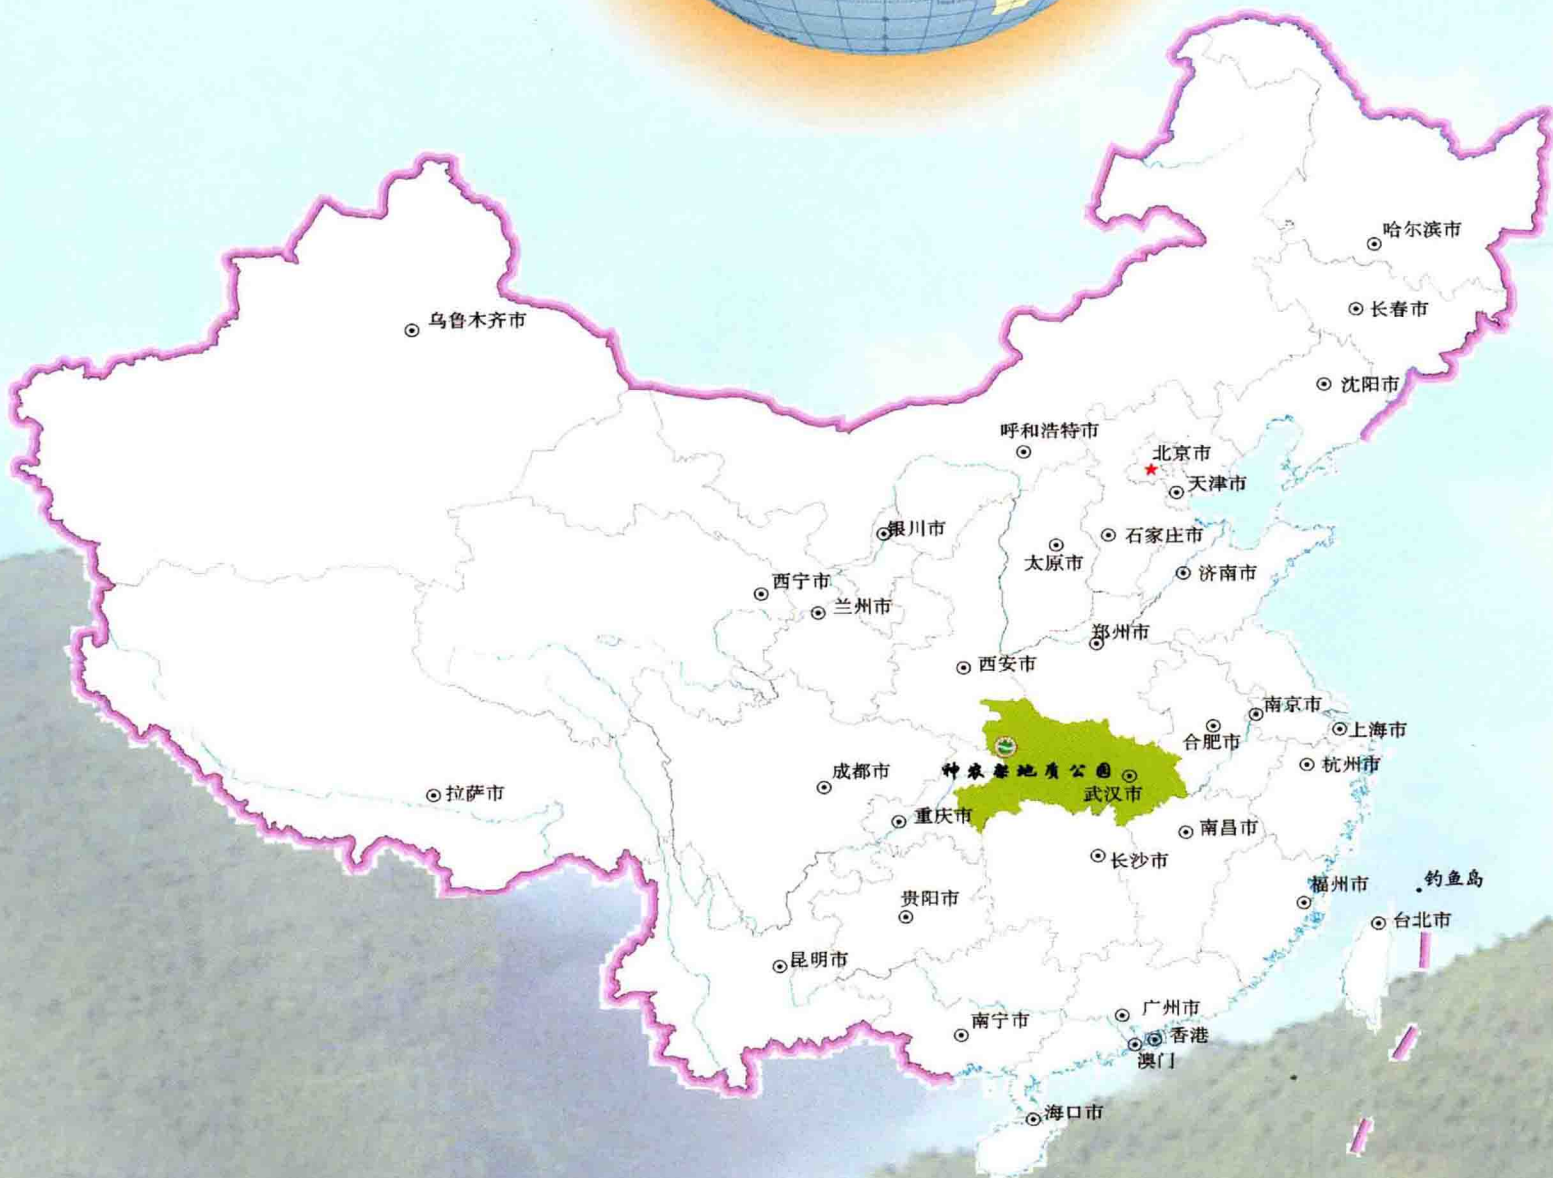 哈尔滨市
长春市
乌鲁木齐市
沈阳市
呼和浩特市
北京市
天津市
银川市
石家庄市
太原市
济南市
西宁市
兰州市
郑州市
西安市
南京市
上海市
合肥市
杭州市
神农架地质公园
成都市
武汉市
拉萨市
重庆市
南昌市
长沙市
钓鱼岛
福州市
贵阳市
台北市
昆明市
广州市
南宁市
香港
澳门
海口市